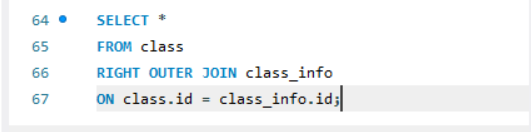 64 SELECT *
65 FROM class
66 RIGHT OUTER JOIN class_info
67 ON class.id = class_info.id;